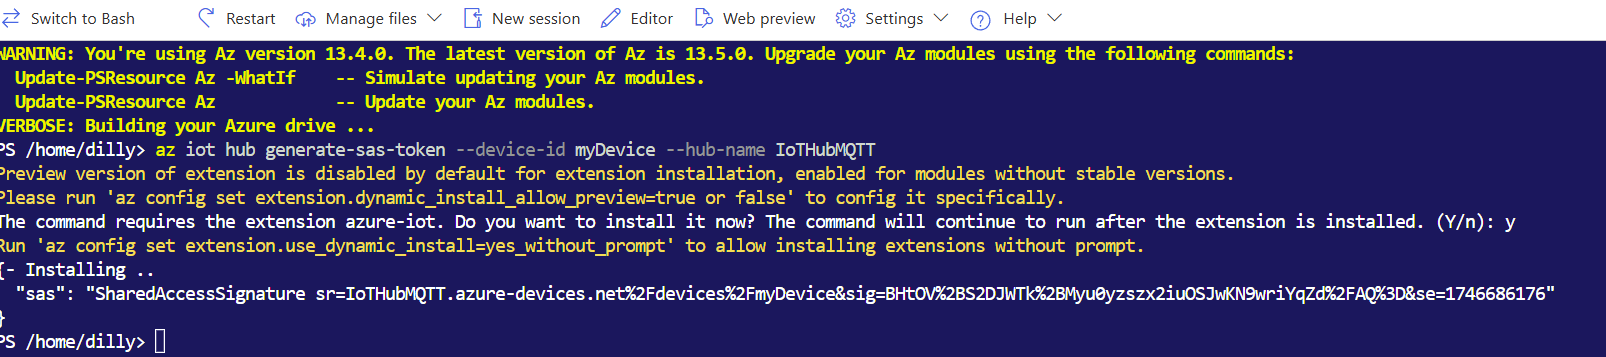 Switch to Bash Restart Manage files New session Editor Web preview Settings Help
WARNING: You're using Az version 13.4.0. The latest version of Az is 13.5.0. Upgrade your Az modules using the following commands:
Update-PSResource Az -WhatIf -- Simulate updating your Az modules.
Update-PSResource Az -- Update your Az modules.
VERBOSE: Building your Azure drive ...
PS /home/dilly> az iot hub generate-sas-token --device-id myDevice --hub-name IoTHubMQTT
Preview version of extension is disabled by default for extension installation, enabled for modules without stable versions.
Please run 'az config set extension.dynamic_install_allow_preview=true or false' to config it specifically.
The command requires the extension azure-iot. Do you want to install it now? The command will continue to run after the extension is installed. (Y/n): y
Run 'az config set extension.use_dynamic_install=yes_without_prompt' to allow installing extensions without prompt.
{- Installing ..
"sas": "SharedAccessSignature sr=IoTHubMQTT.azure-devices.net%2Fdevices%2FmyDevice&sig=BHtOV%2BS2DJWTk%2BMyu0yzszx2iuOSJwKN9wriYqZd%2FAQ%3D&se=1746686176"
}
PS /home/dilly>